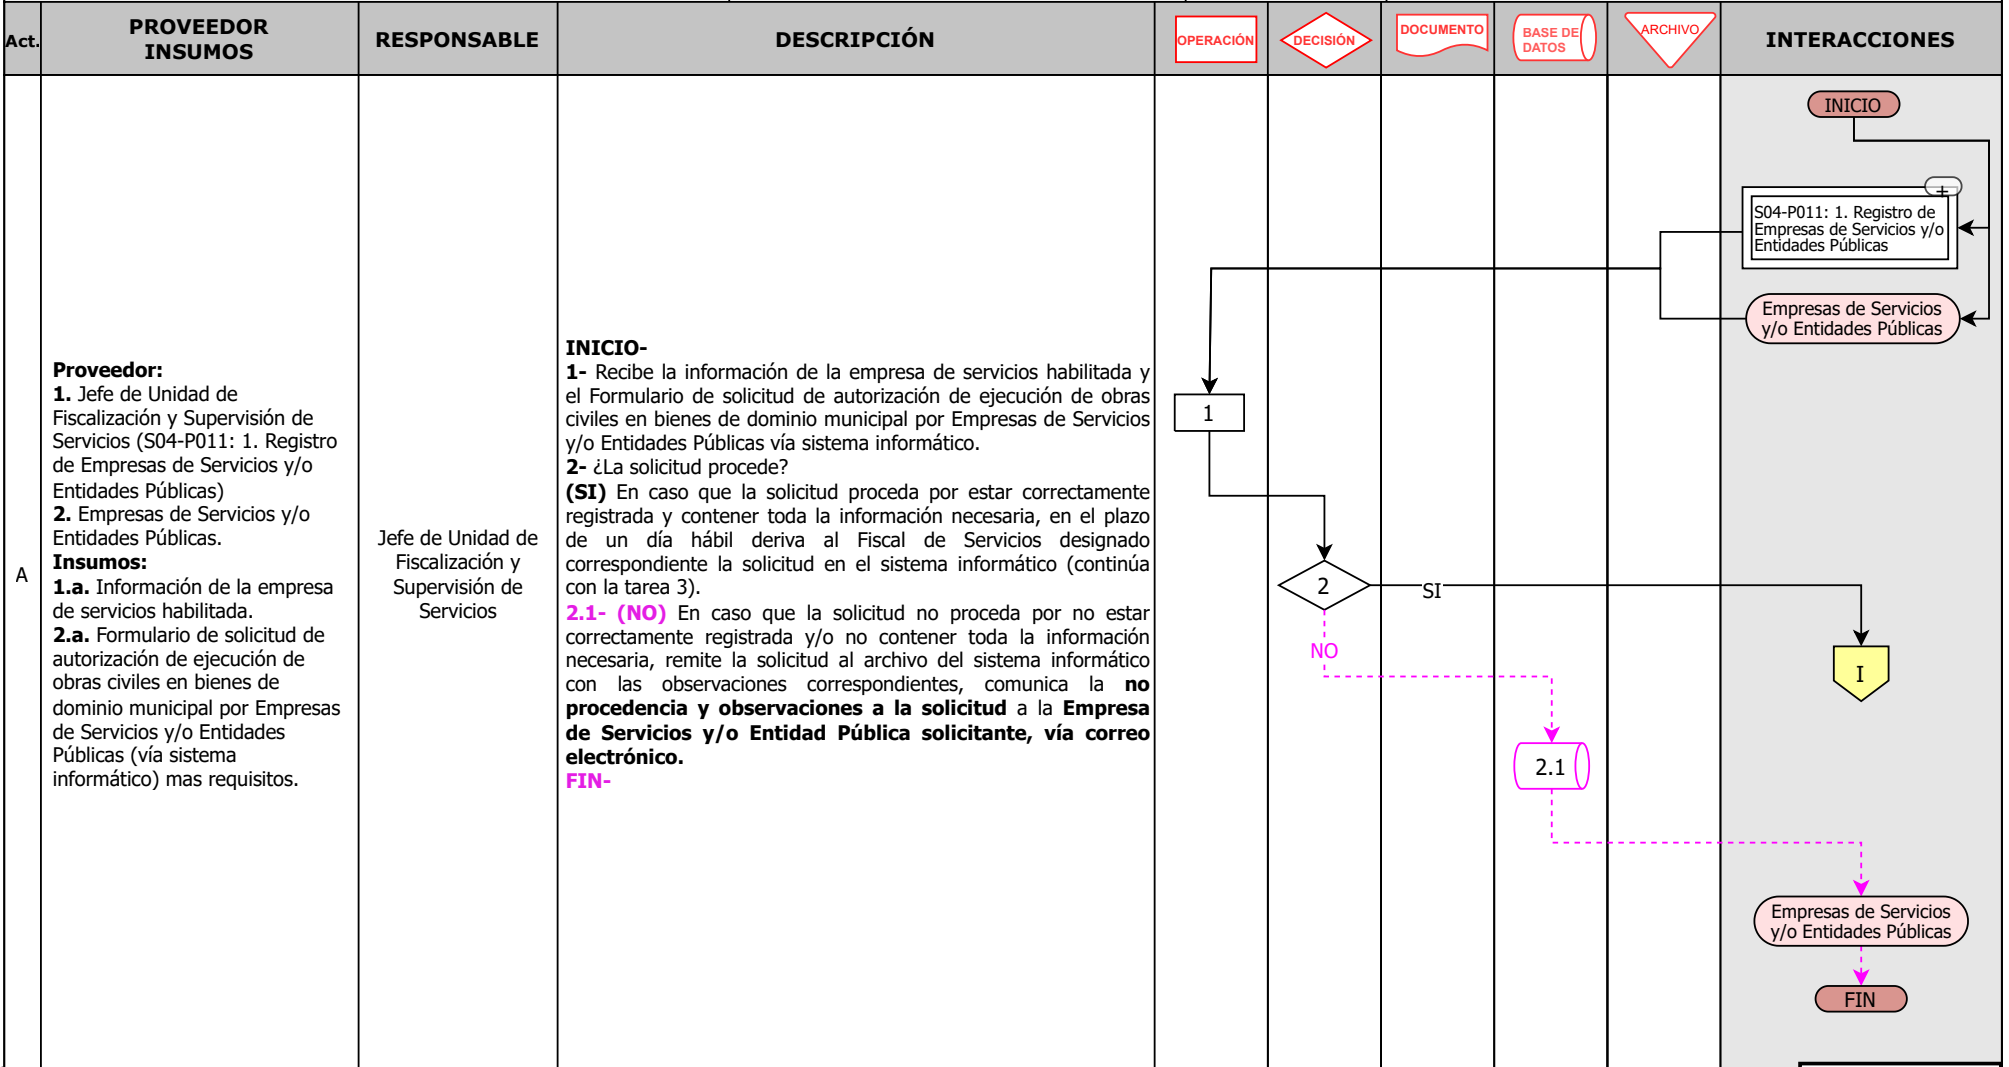 Act.
PROVEEDOR
INSUMOS
RESPONSABLE
DESCRIPCIÓN
OPERACIÓN
DECISIÓN
DOCUMENTO
BASE DE
DATOS
ARCHIVO
INTERACCIONES
A
Proveedor:
1. Jefe de Unidad de
Fiscalización y Supervisión de
Servicios (S04-P011: 1. Registro
de Empresas de Servicios y/o
Entidades Públicas)
2. Empresas de Servicios y/o
Entidades Públicas.
Insumos:
1.a. Información de la empresa
de servicios habilitada.
2.a. Formulario de solicitud de
autorización de ejecución de
obras civiles en bienes de
dominio municipal por Empresas
de Servicios y/o Entidades
Públicas (vía sistema
informático) mas requisitos.
Jefe de Unidad de
Fiscalización y
Supervisión de
Servicios
INICIO-
1- Recibe la información de la empresa de servicios habilitada y
el Formulario de solicitud de autorización de ejecución de obras
civiles en bienes de dominio municipal por Empresas de Servicios
y/o Entidades Públicas vía sistema informático.
2- ¿La solicitud procede?
(SI) En caso que la solicitud proceda por estar correctamente
registrada y contener toda la información necesaria, en el plazo
de un día hábil deriva al Fiscal de Servicios designado
correspondiente la solicitud en el sistema informático (continúa
con la tarea 3).
2.1- (NO) En caso que la solicitud no proceda por no estar
correctamente registrada y/o no contener toda la información
necesaria, remite la solicitud al archivo del sistema informático
con las observaciones correspondientes, comunica la no
procedencia y observaciones a la solicitud a la Empresa
de Servicios y/o Entidad Pública solicitante, vía correo
electrónico.
FIN-
INICIO
+
S04-P011: 1. Registro de
Empresas de Servicios y/o
Entidades Públicas
Empresas de Servicios
y/o Entidades Públicas
1
2
SI
NO
I
2.1
Empresas de Servicios
y/o Entidades Públicas
FIN